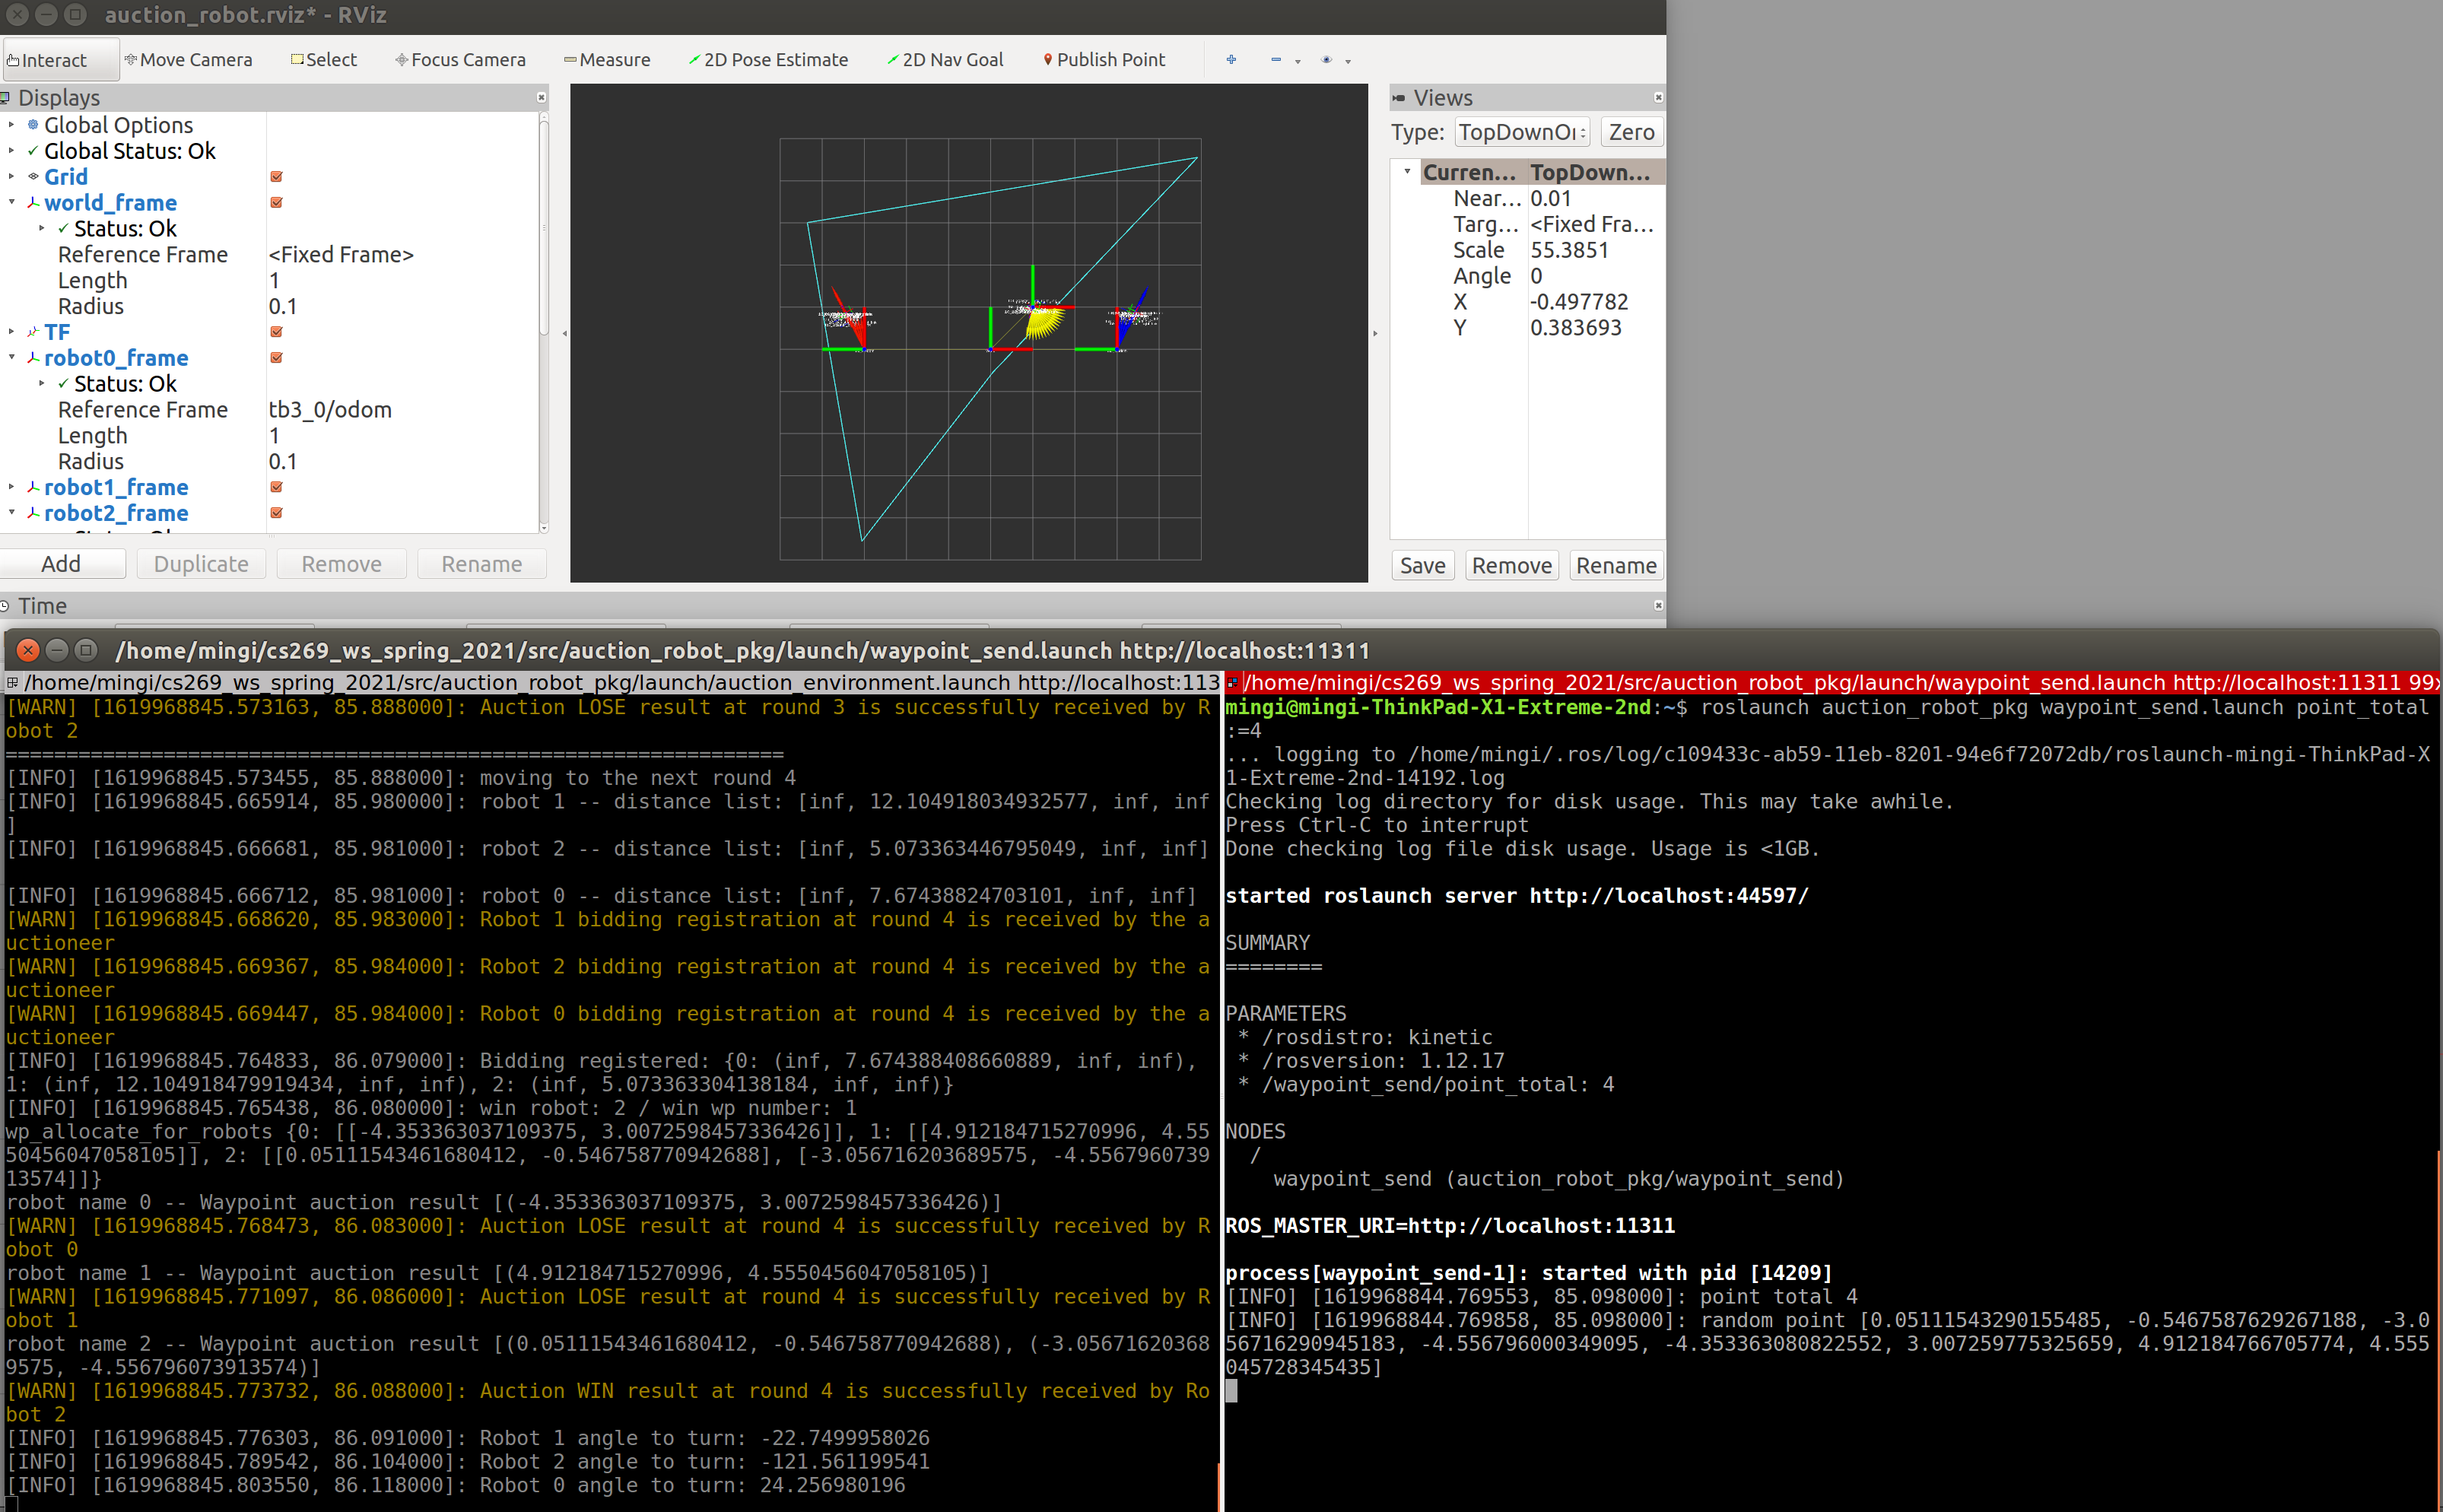 auction_robot.rviz* - RViz
Interact Move Camera Select Focus Camera Measure 2D Pose Estimate 2D Nav Goal Publish Point
Displays
Global Options
Global Status: Ok
Grid
world_frame
Status: Ok
Reference Frame <Fixed Frame>
Length 1
Radius 0.1
TF
robot0_frame
Status: Ok
Reference Frame tb3_0/odom
Length 1
Radius 0.1
robot1_frame
robot2_frame
Add Duplicate Remove Rename
Views
Type: Zero
Curren... TopDown...
Near... 0.01
Targ... <Fixed Fra...
Scale 55.3851
Angle 0
X -0.497782
Y 0.383693
Save Remove Rename
Time
/home/mingi/cs269_ws_spring_2021/src/auction_robot_pkg/launch/waypoint_send.launch http://localhost:11311
/home/mingi/cs269_ws_spring_2021/src/auction_robot_pkg/launch/auction_environment.launch http://localhost:113
[WARN] [1619968845.573163, 85.888000]: Auction LOSE result at round 3 is successfully received by R
obot 2
================================================================
[INFO] [1619968845.573455, 85.888000]: moving to the next round 4
[INFO] [1619968845.665914, 85.980000]: robot 1 -- distance list: [inf, 12.104918034932577, inf, inf
]
[INFO] [1619968845.666681, 85.981000]: robot 2 -- distance list: [inf, 5.073363446795049, inf, inf]
[INFO] [1619968845.666712, 85.981000]: robot 0 -- distance list: [inf, 7.67438824703101, inf, inf]
[WARN] [1619968845.668620, 85.983000]: Robot 1 bidding registration at round 4 is received by the a
uctioneer
[WARN] [1619968845.669367, 85.984000]: Robot 2 bidding registration at round 4 is received by the a
uctioneer
[WARN] [1619968845.669447, 85.984000]: Robot 0 bidding registration at round 4 is received by the a
uctioneer
[INFO] [1619968845.764833, 86.079000]: Bidding registered: {0: (inf, 7.674388408660889, inf, inf),
1: (inf, 12.104918479919434, inf, inf), 2: (inf, 5.073363304138184, inf, inf)}
[INFO] [1619968845.765438, 86.080000]: win robot: 2 / win wp number: 1
wp_allocate_for_robots {0: [[-4.353363037109375, 3.0072598457336426]], 1: [[4.912184715270996, 4.55
50456047058105]], 2: [[0.05111543461680412, -0.546758770942688], [-3.056716203689575, -4.5567960739
13574]]}
robot name 0 -- Waypoint auction result [(-4.353363037109375, 3.0072598457336426)]
[WARN] [1619968845.768473, 86.083000]: Auction LOSE result at round 4 is successfully received by R
obot 0
robot name 1 -- Waypoint auction result [(4.912184715270996, 4.5550456047058105)]
[WARN] [1619968845.771097, 86.086000]: Auction LOSE result at round 4 is successfully received by R
obot 1
robot name 2 -- Waypoint auction result [(0.05111543461680412, -0.546758770942688), (-3.05671620368
9575, -4.556796073913574)]
[WARN] [1619968845.773732, 86.088000]: Auction WIN result at round 4 is successfully received by Ro
bot 2
[INFO] [1619968845.776303, 86.091000]: Robot 1 angle to turn: -22.7499958026
[INFO] [1619968845.789542, 86.104000]: Robot 2 angle to turn: -121.561199541
[INFO] [1619968845.803550, 86.118000]: Robot 0 angle to turn: 24.256980196
/home/mingi/cs269_ws_spring_2021/src/auction_robot_pkg/launch/waypoint_send.launch http://localhost:11311 99x
mingi@mingi-ThinkPad-X1-Extreme-2nd:~$ roslaunch auction_robot_pkg waypoint_send.launch point_total
:=4
... logging to /home/mingi/.ros/log/c109433c-ab59-11eb-8201-94e6f72072db/roslaunch-mingi-ThinkPad-X
1-Extreme-2nd-14192.log
Checking log directory for disk usage. This may take awhile.
Press Ctrl-C to interrupt
Done checking log file disk usage. Usage is <1GB.
started roslaunch server http://localhost:44597/
SUMMARY
========
PARAMETERS
* /rosdistro: kinetic
* /rosversion: 1.12.17
* /waypoint_send/point_total: 4
NODES
/
waypoint_send (auction_robot_pkg/waypoint_send)
ROS_MASTER_URI=http://localhost:11311
process[waypoint_send-1]: started with pid [14209]
[INFO] [1619968844.769553, 85.098000]: point total 4
[INFO] [1619968844.769858, 85.098000]: random point [0.05111543290155485, -0.5467587629267188, -3.0
56716290945183, -4.556796000349095, -4.353363080822552, 3.007259775325659, 4.912184766705774, 4.555
045728345435]